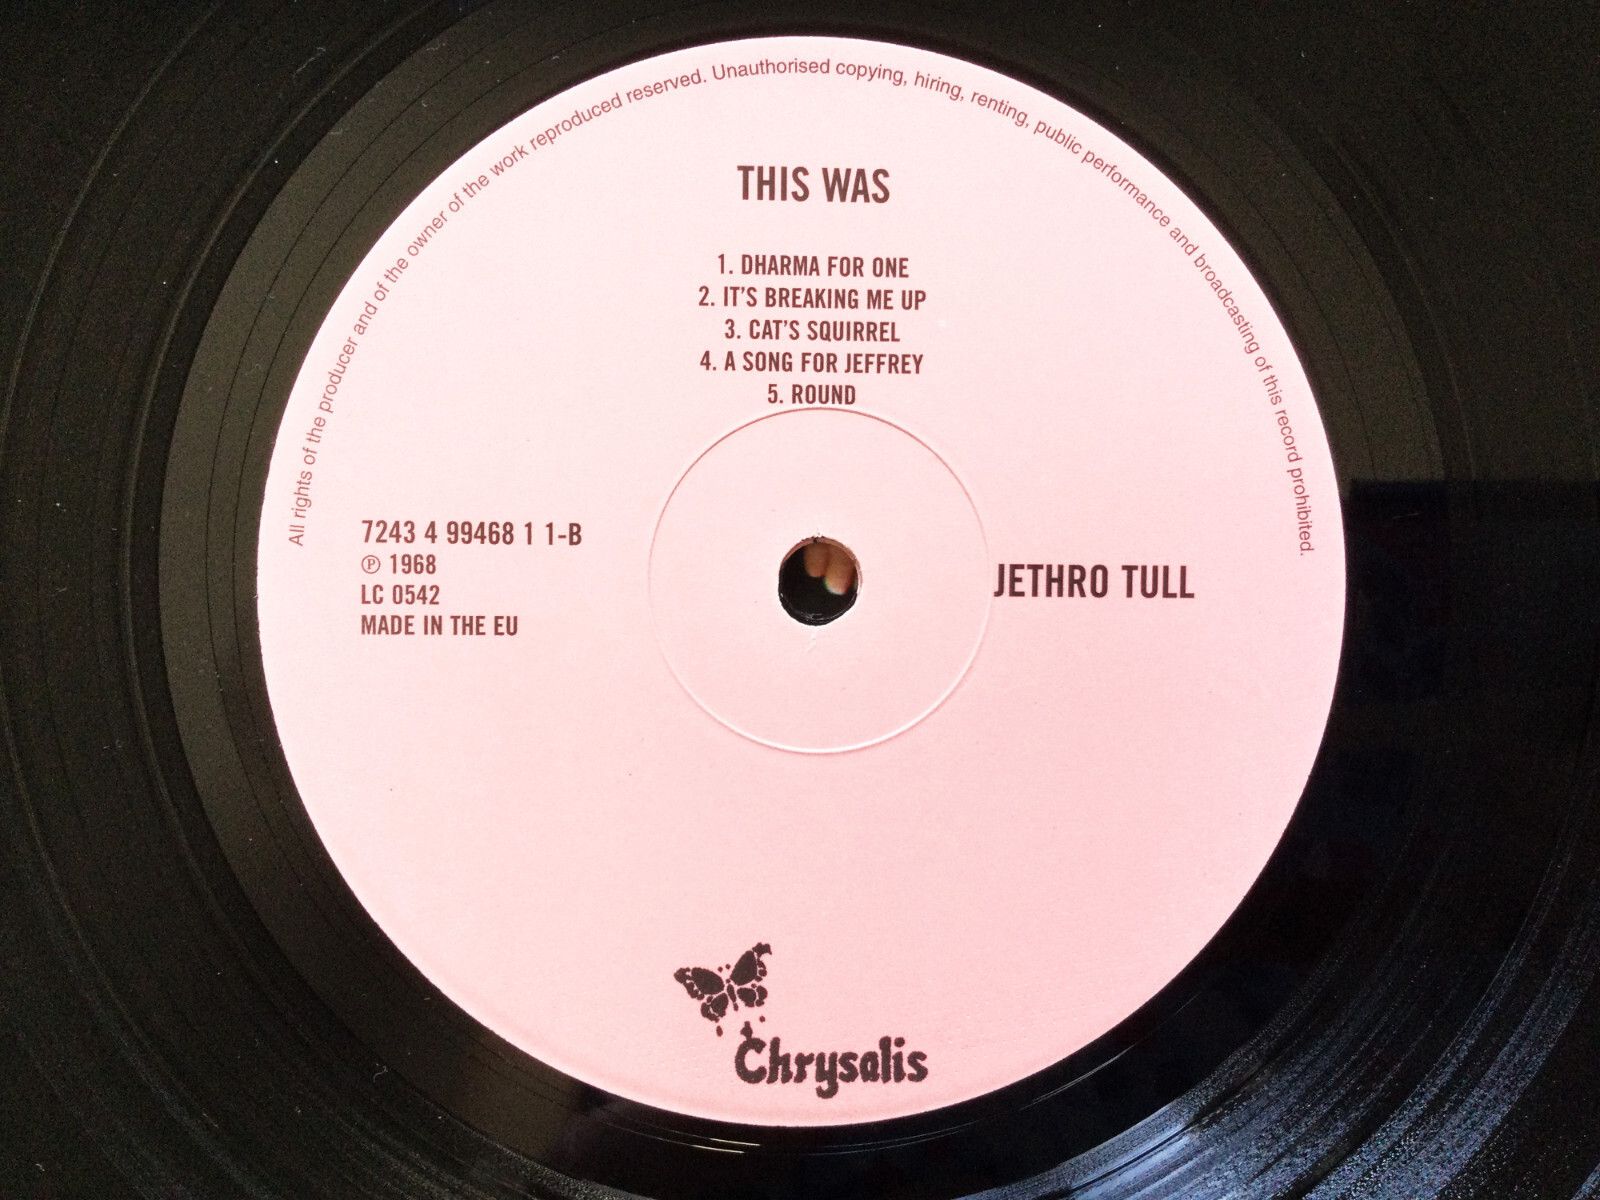 All rights of the producer and of the owner of the work reproduced reserved. Unauthorised copying, hiring, renting, public performance and broadcasting of this record prohibited.
THIS WAS
1. DHARMA FOR ONE
2. IT'S BREAKING ME UP
3. CAT'S SQUIRREL
4. A SONG FOR JEFFREY
5. ROUND
7243 4 99468 1 1-B
℗ 1968
LC 0542
MADE IN THE EU
JETHRO TULL
Chrysalis